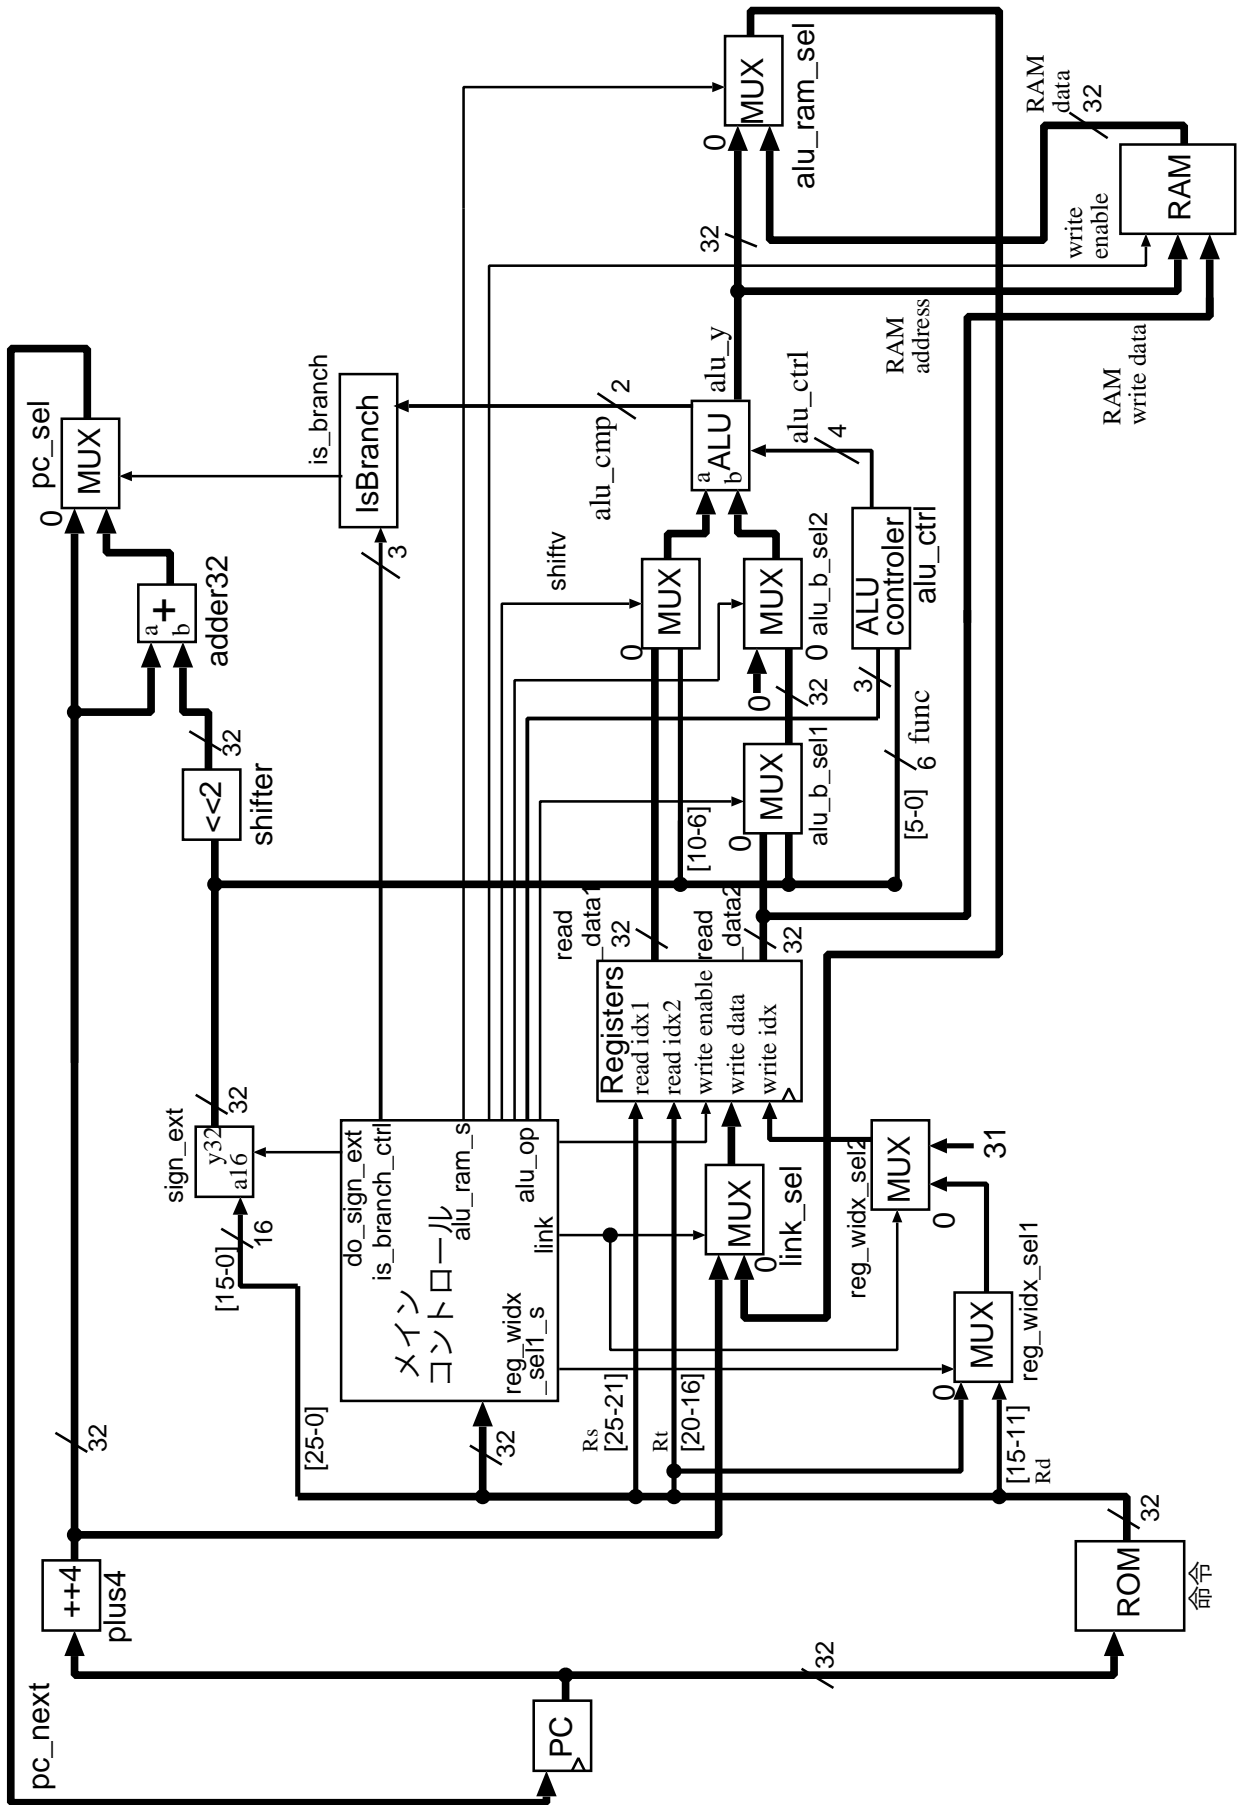 pc_next
PC
32
++4
plus4
32
ROM
命令
32
[25-0]
[15-0]
16
sign_ext
y32
a16
32
メイン
コントロール
do_sign_ext
is_branch_ctrl
alu_ram_s
alu_op
link
reg_widx
_sel1_s
32
Rs
[25-21]
Rt
[20-16]
[15-11]
Rd
0
MUX
reg_widx_sel1
0
MUX
reg_widx_sel2
31
0
MUX
link_sel
Registers
read idx1
read idx2
write enable
write data
write idx
read
_data1
32
read
_data2
32
<<2
shifter
32
a
b
+
adder32
0
MUX
pc_sel
is_branch
IsBranch
3
[10-6]
[5-0]
6
func
0
MUX
alu_b_sel1
32
0
0
MUX
alu_b_sel2
0
MUX
shiftv
3
ALU
controler
alu_ctrl
a
b
ALU
alu_cmp
2
alu_y
alu_ctrl
4
32
0
MUX
alu_ram_sel
RAM
address
RAM
write data
write
enable
RAM
RAM
data
32